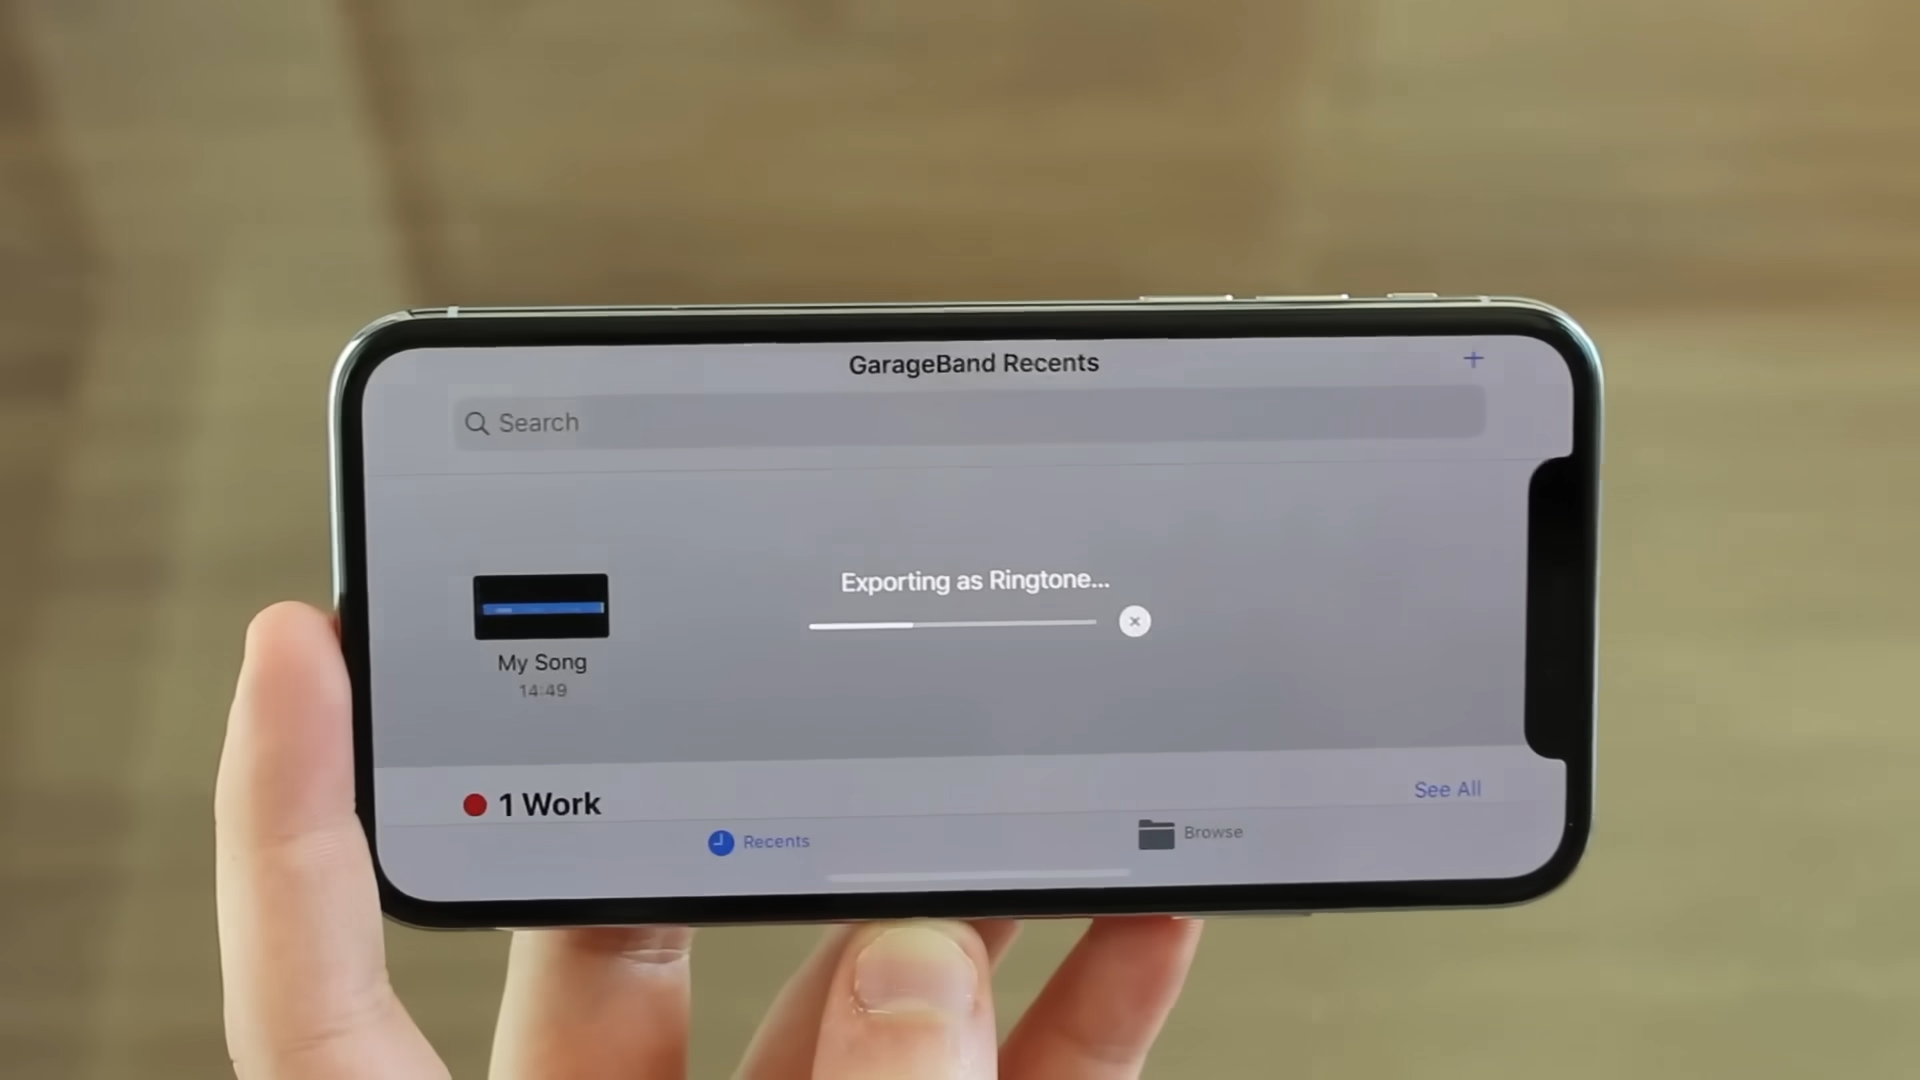 GarageBand Recents
Search
Exporting as Ringtone...
My Song
14:49
1 Work
See All
Recents
Browse